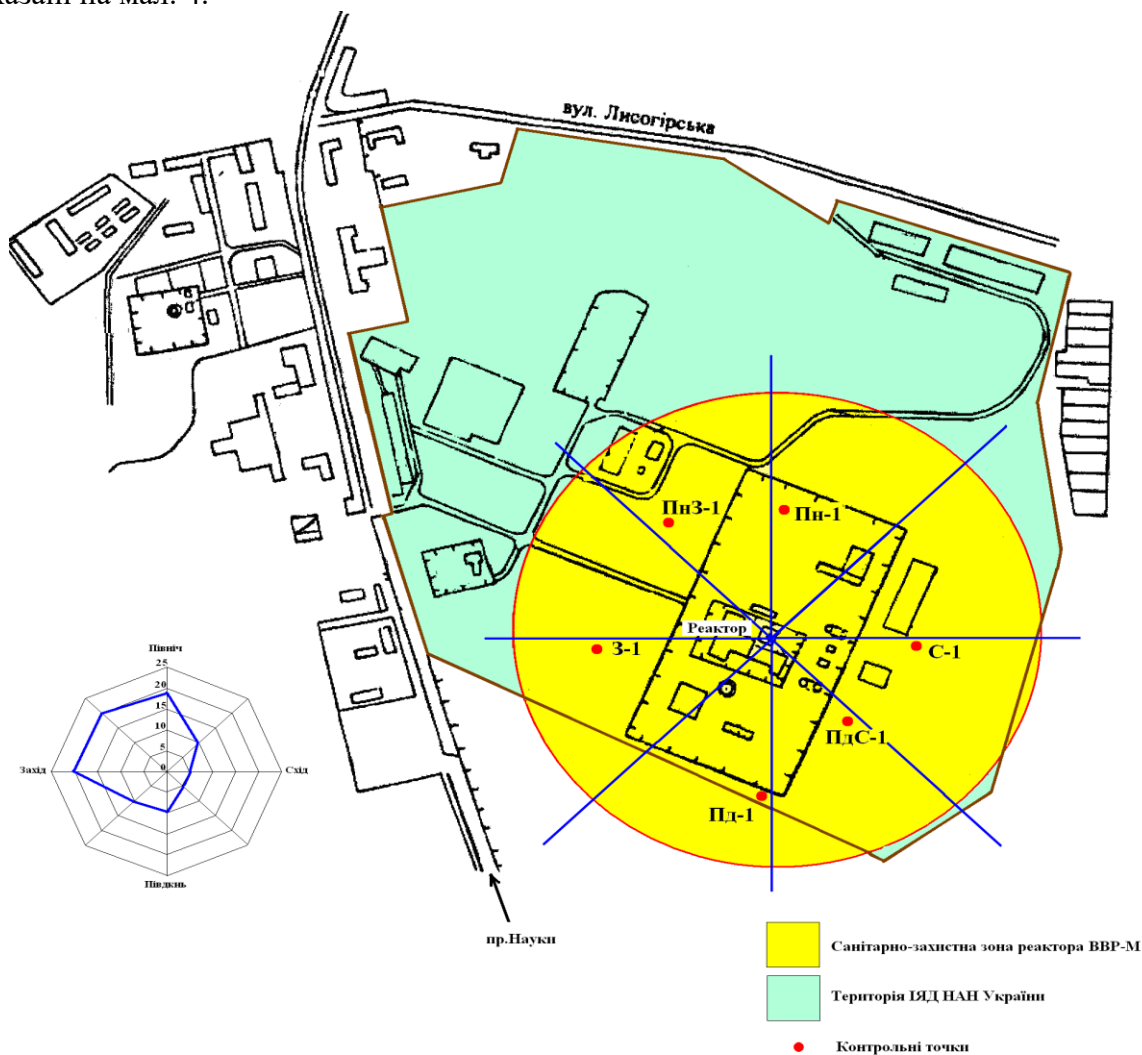 вул. Лисогірська
ПнЗ-1
Пн-1
Реактор
З-1
С-1
ПдС-1
Пд-1
Північ
25
20
15
10
5
0
Захід
Схід
Південь
пр.Науки
Санітарно-захистна зона реактора ВВР-М
Територія ІЯД НАН України
Контрольні точки